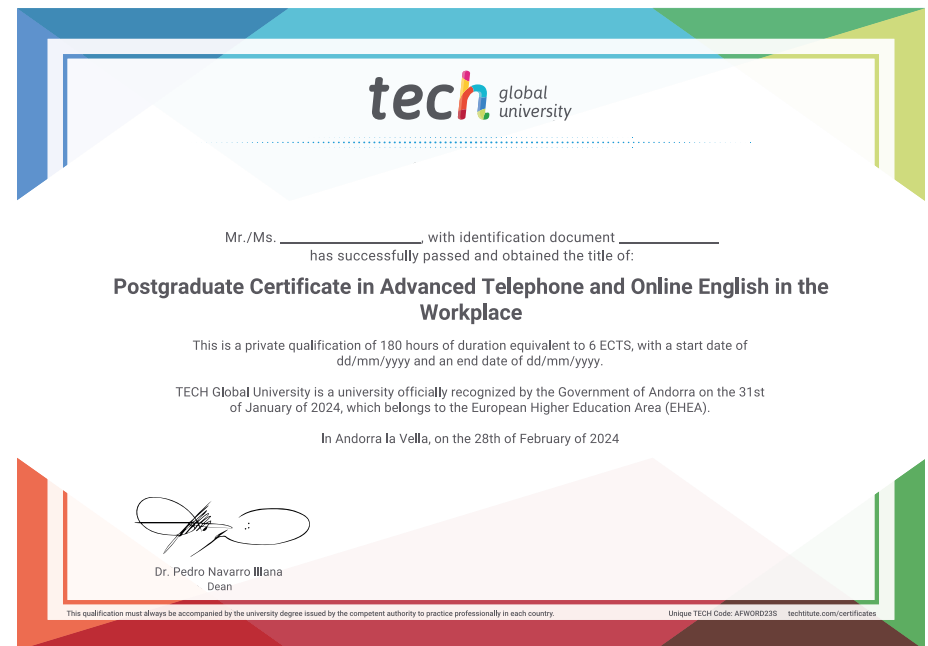 tech global university
Mr./Ms. ____________________, with identification document ______________
has successfully passed and obtained the title of:
Postgraduate Certificate in Advanced Telephone and Online English in the
Workplace
This is a private qualification of 180 hours of duration equivalent to 6 ECTS, with a start date of
dd/mm/yyyy and an end date of dd/mm/yyyy.
TECH Global University is a university officially recognized by the Government of Andorra on the 31st
of January of 2024, which belongs to the European Higher Education Area (EHEA).
In Andorra la Vella, on the 28th of February of 2024
Dr. Pedro Navarro Illana
Dean
This qualification must always be accompanied by the university degree issued by the competent authority to practice professionally in each country.
Unique TECH Code: AFWORD23S techtitute.com/certificates